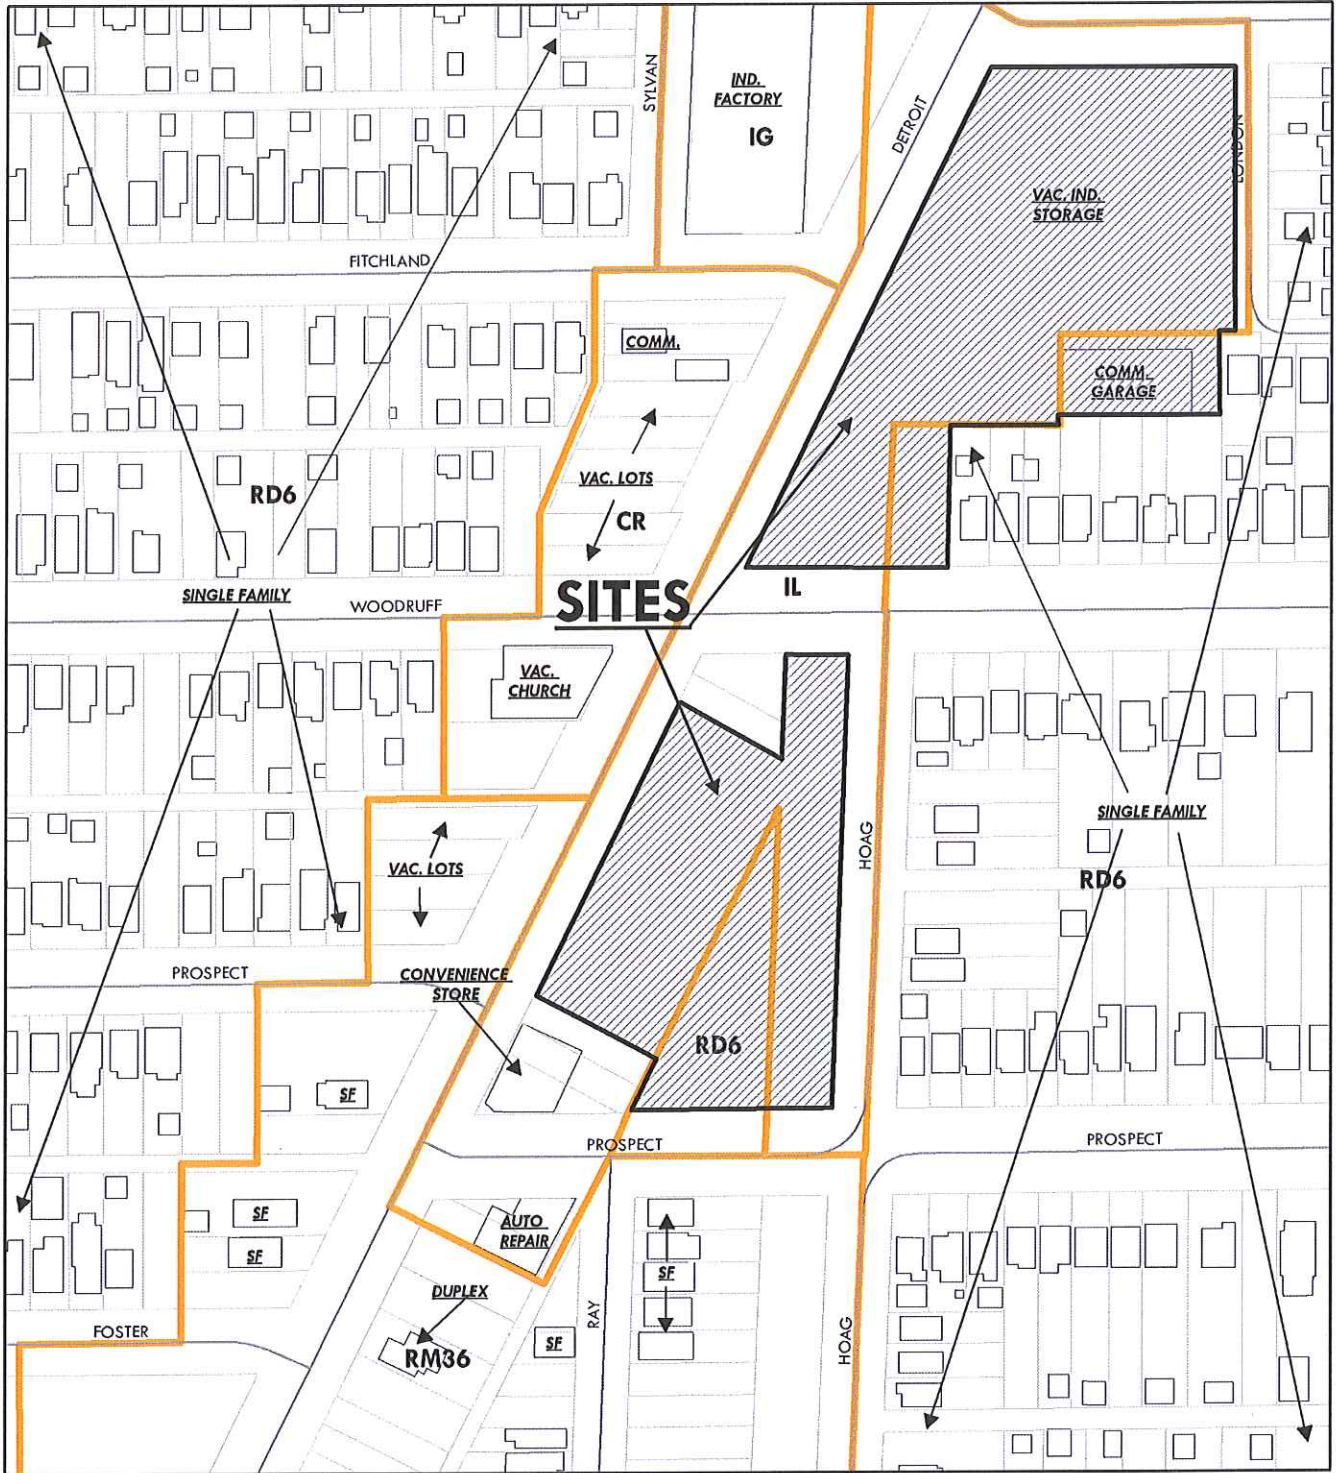 SYLVAN
IND.
FACTORY
IG
DETROIT
LONDON
VAC. IND.
STORAGE
FITCHLAND
COMM.
COMM.
GARAGE
VAC. LOTS
CR
RD6
SINGLE FAMILY
WOODRUFF
SITES
IL
VAC.
CHURCH
HOAG
SINGLE FAMILY
RD6
VAC. LOTS
PROSPECT
CONVENIENCE
STORE
RD6
SF
PROSPECT
PROSPECT
SF
SF
AUTO
REPAIR
SF
DUPLEX
RAY
FOSTER
SF
HOAG
RM36